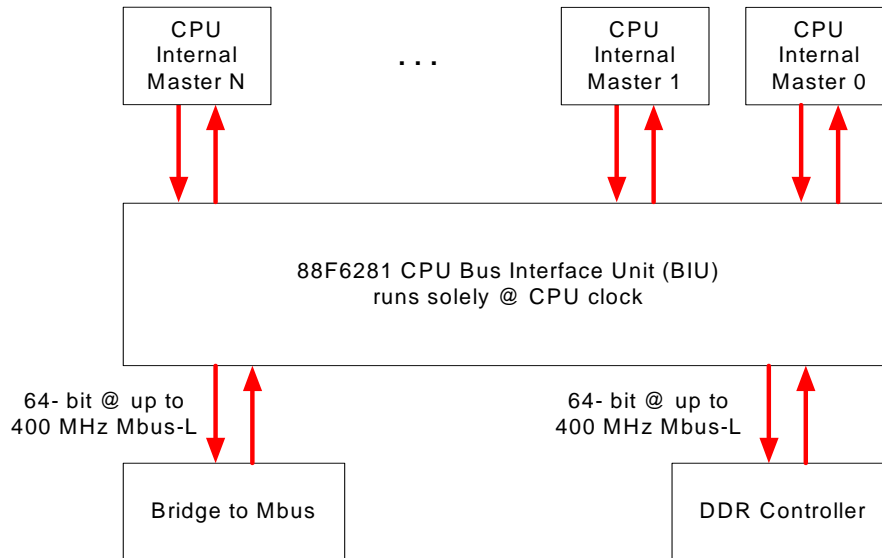 CPU
Internal
Master N
. . .
CPU
Internal
Master 1
CPU
Internal
Master 0
88F6281 CPU Bus Interface Unit (BIU)
runs solely @ CPU clock
64- bit @ up to
400 MHz Mbus-L
64- bit @ up to
400 MHz Mbus-L
Bridge to Mbus
DDR Controller